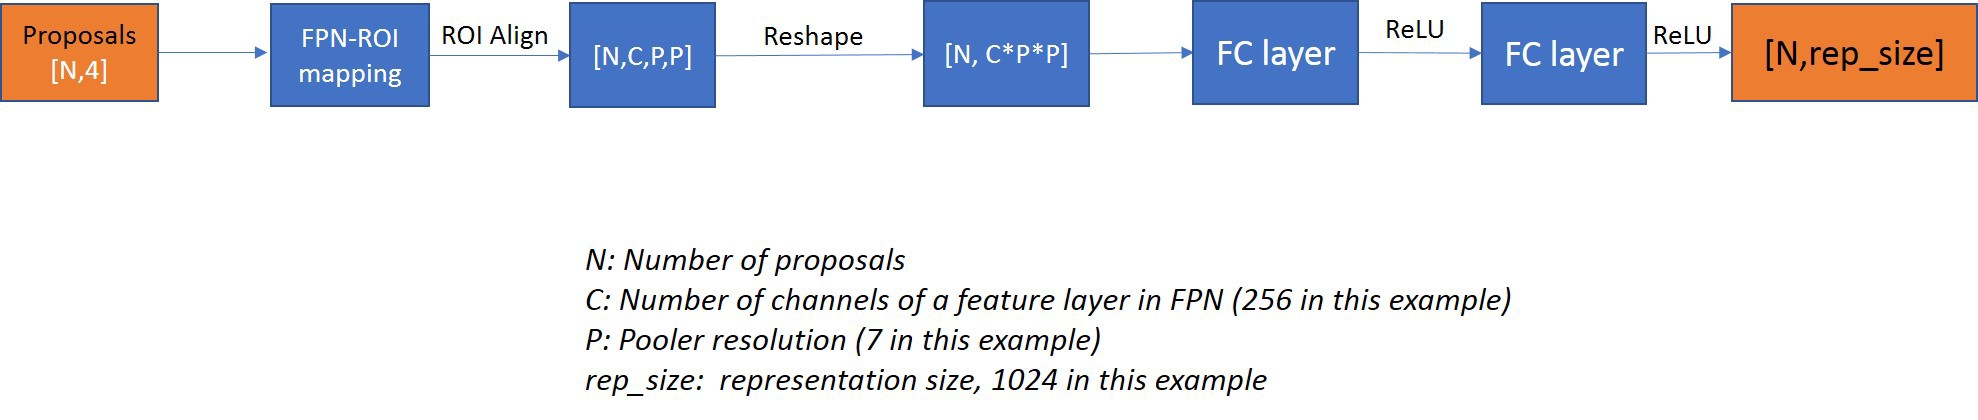 Proposals
[N,4]
FPN-ROI
mapping
ROI Align
[N,C,P,P]
Reshape
[N, C*P*P]
FC layer
ReLU
FC layer
ReLU
[N,rep_size]
N: Number of proposals
C: Number of channels of a feature layer in FPN (256 in this example)
P: Pooler resolution (7 in this example)
rep_size:  representation size, 1024 in this example